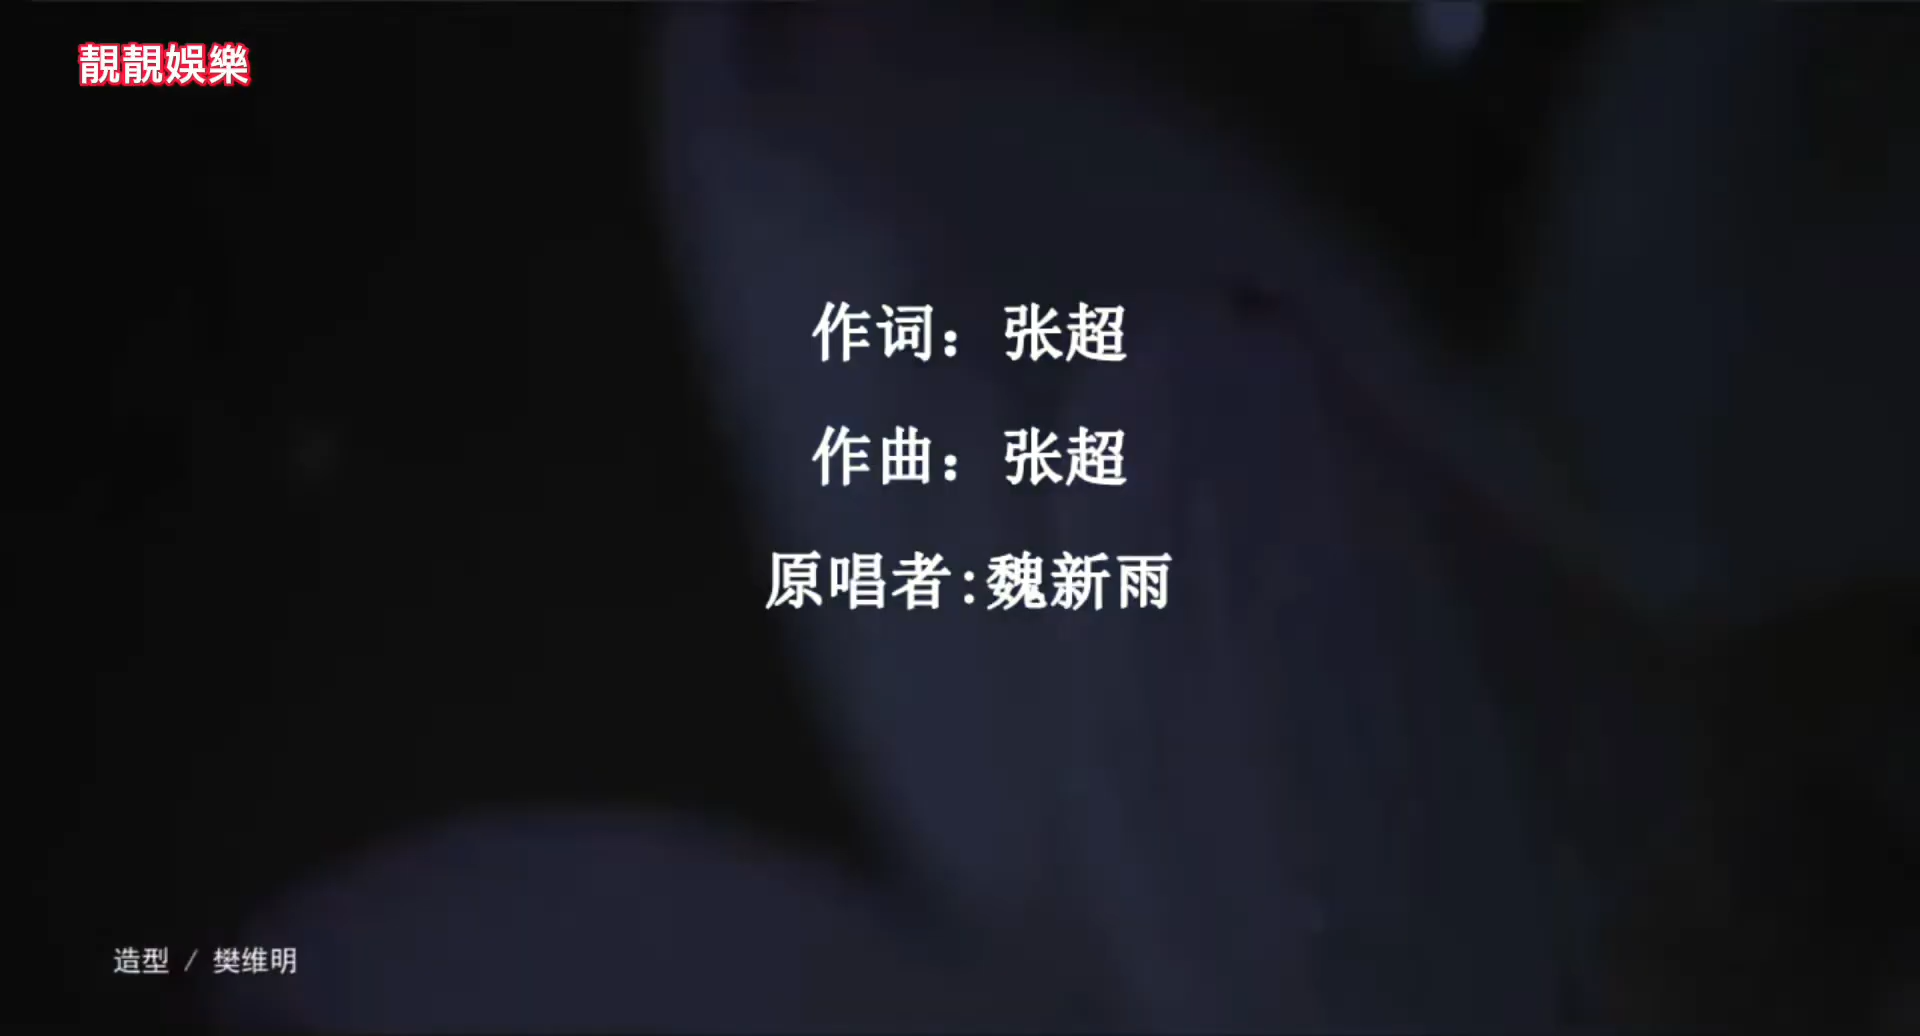 靚靚娛樂
作词：张超
作曲：张超
原唱者:魏新雨
造型 / 樊维明